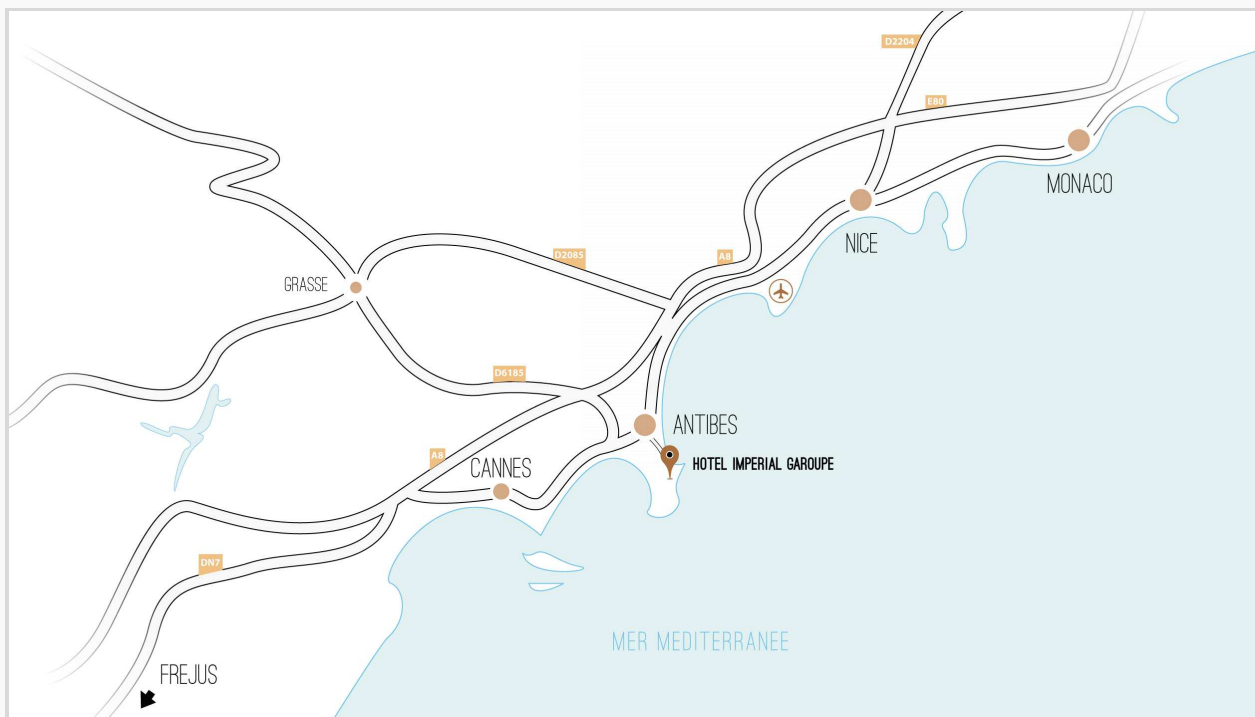 D2204
E80
MONACO
NICE
D2085
A8
GRASSE
D6185
ANTIBES
A8
CANNES
HOTEL IMPERIAL GAROUPE
DN7
MER MEDITERRANEE
FREJUS